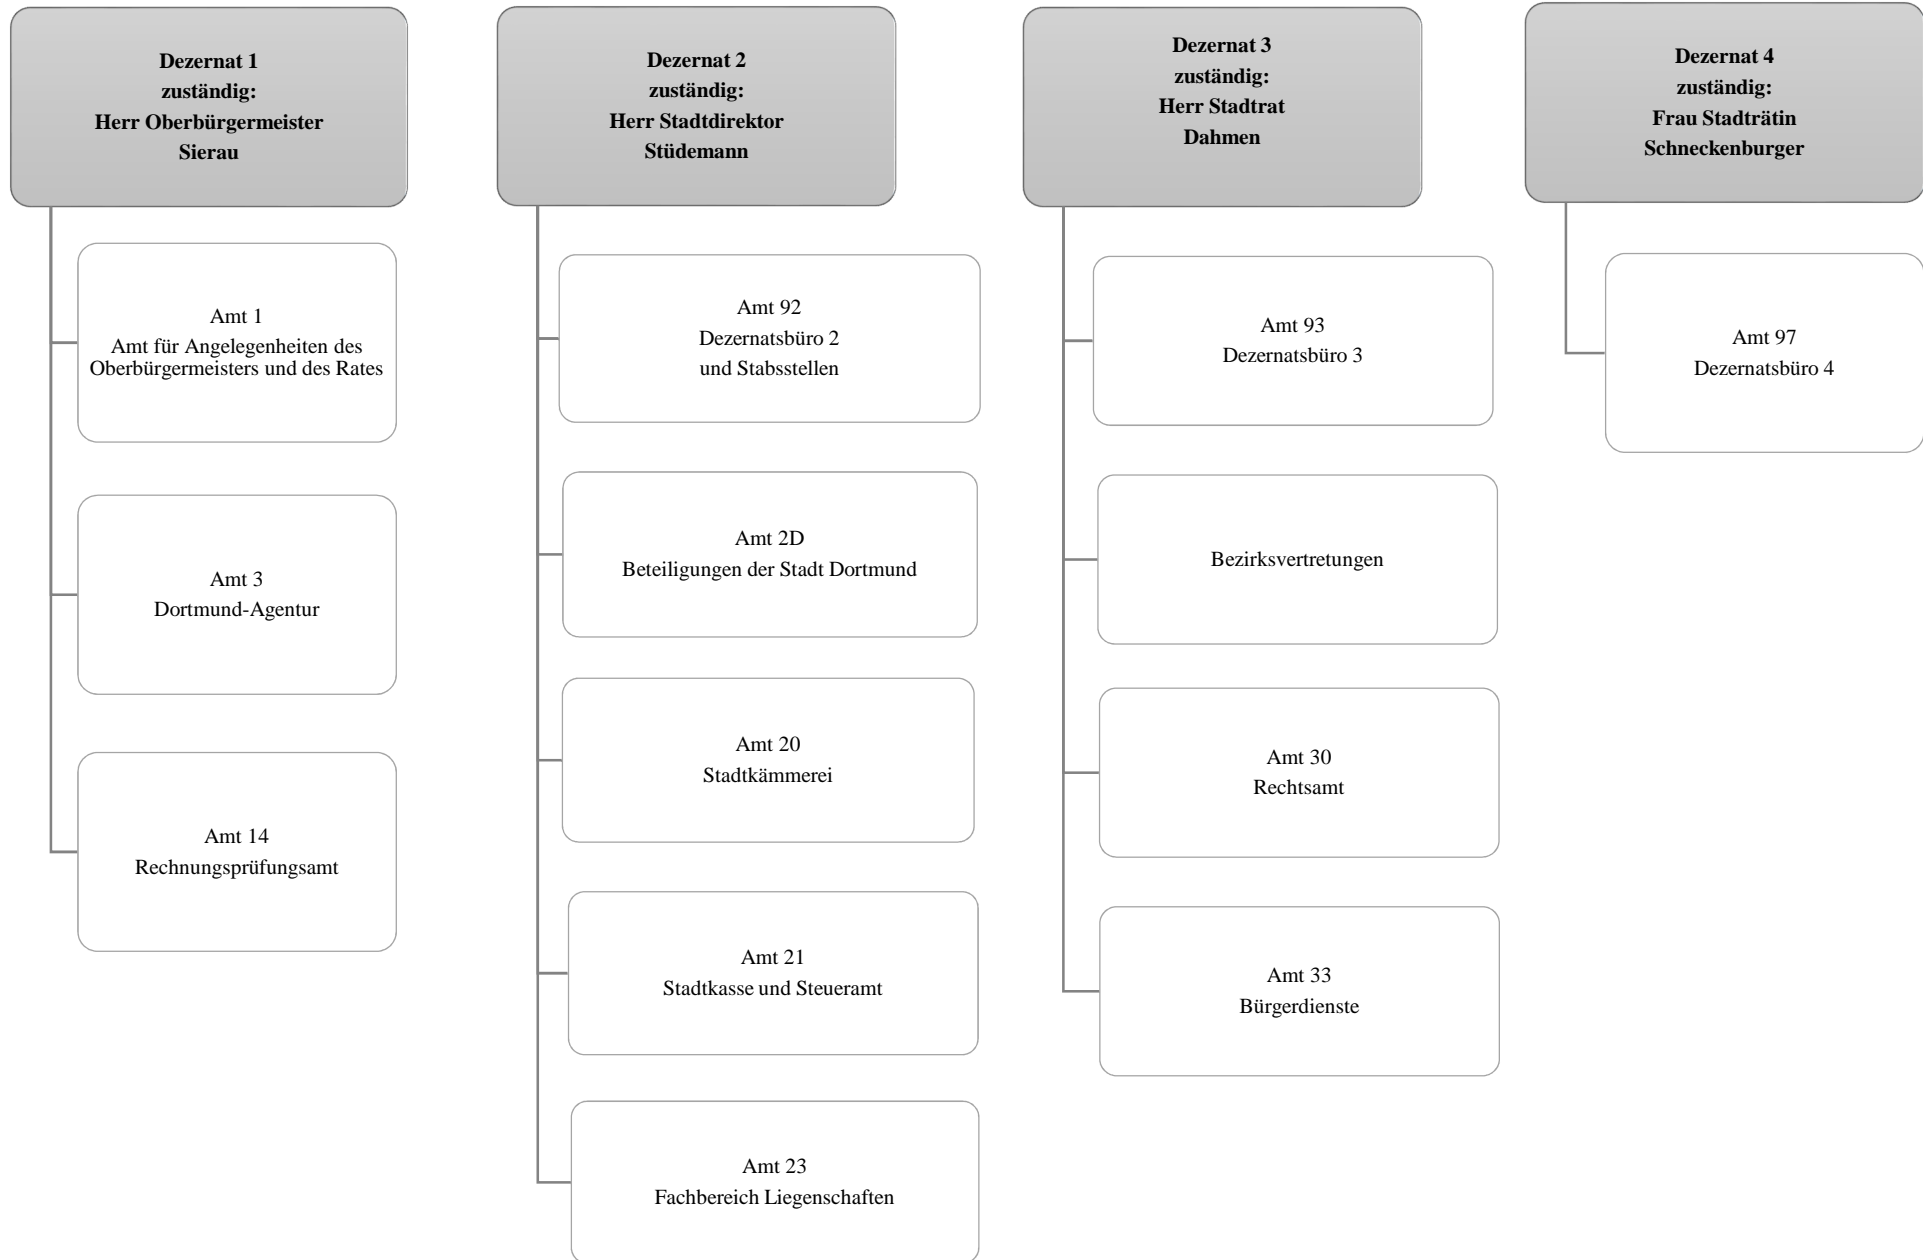 Dezernat 1
zuständig:
Herr Oberbürgermeister
Sierau
Amt 1
Amt für Angelegenheiten des
Oberbürgermeisters und des Rates
Amt 3
Dortmund-Agentur
Amt 14
Rechnungsprüfungsamt
Dezernat 2
zuständig:
Herr Stadtdirektor
Stüdemann
Amt 92
Dezernatsbüro 2
und Stabsstellen
Amt 2D
Beteiligungen der Stadt Dortmund
Amt 20
Stadtkämmerei
Amt 21
Stadtkasse und Steueramt
Amt 23
Fachbereich Liegenschaften
Dezernat 3
zuständig:
Herr Stadtrat
Dahmen
Amt 93
Dezernatsbüro 3
Bezirksvertretungen
Amt 30
Rechtsamt
Amt 33
Bürgerdienste
Dezernat 4
zuständig:
Frau Stadträtin
Schneckenburger
Amt 97
Dezernatsbüro 4